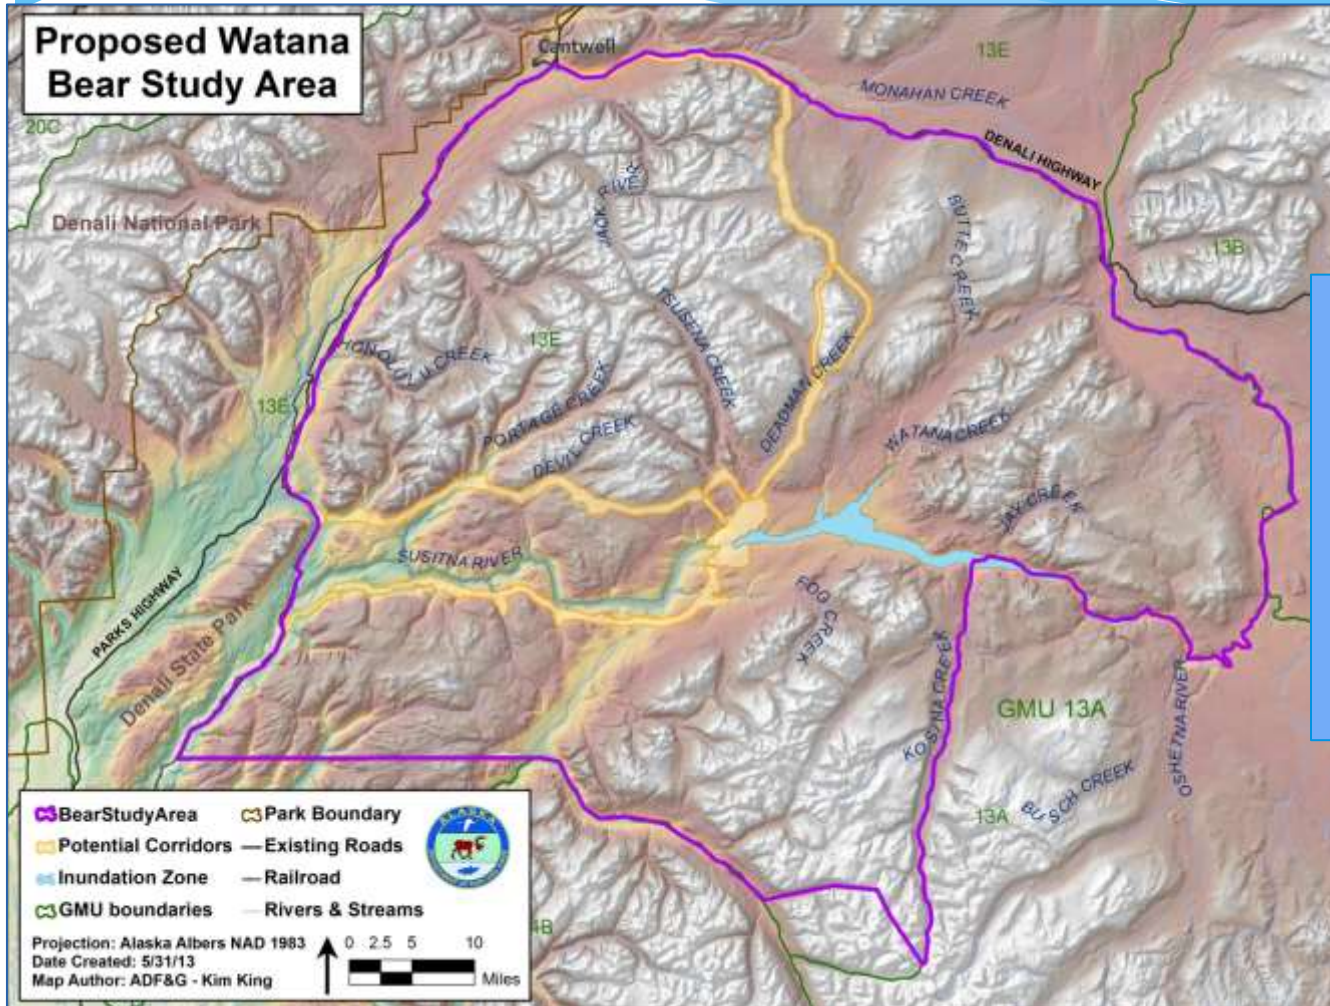 Proposed Watana
Bear Study Area
Cantwell
13E
MONAHAN CREEK
20C
DENALI HIGHWAY
JACK RIVER
Denali National Park
BUTTE CREEK
13B
TSUSENA CREEK
HONOLULU CREEK
13E
DEADMAN CREEK
13E
PORTAGE CREEK
DEVIL CREEK
WATANA CREEK
JAY CREEK
SUSITNA RIVER
PARKS HIGHWAY
FOG CREEK
Denali State Park
KOSINA CREEK
GMU 13A
OSHETNA RIVER
BUSCH CREEK
13A
BearStudyArea
Park Boundary
Potential Corridors
Existing Roads
Inundation Zone
Railroad
GMU boundaries
Rivers & Streams
ALASKA
Projection: Alaska Albers NAD 1983
Date Created: 5/31/13
Map Author: ADF&G - Kim King
0 2.5 5 10
Miles